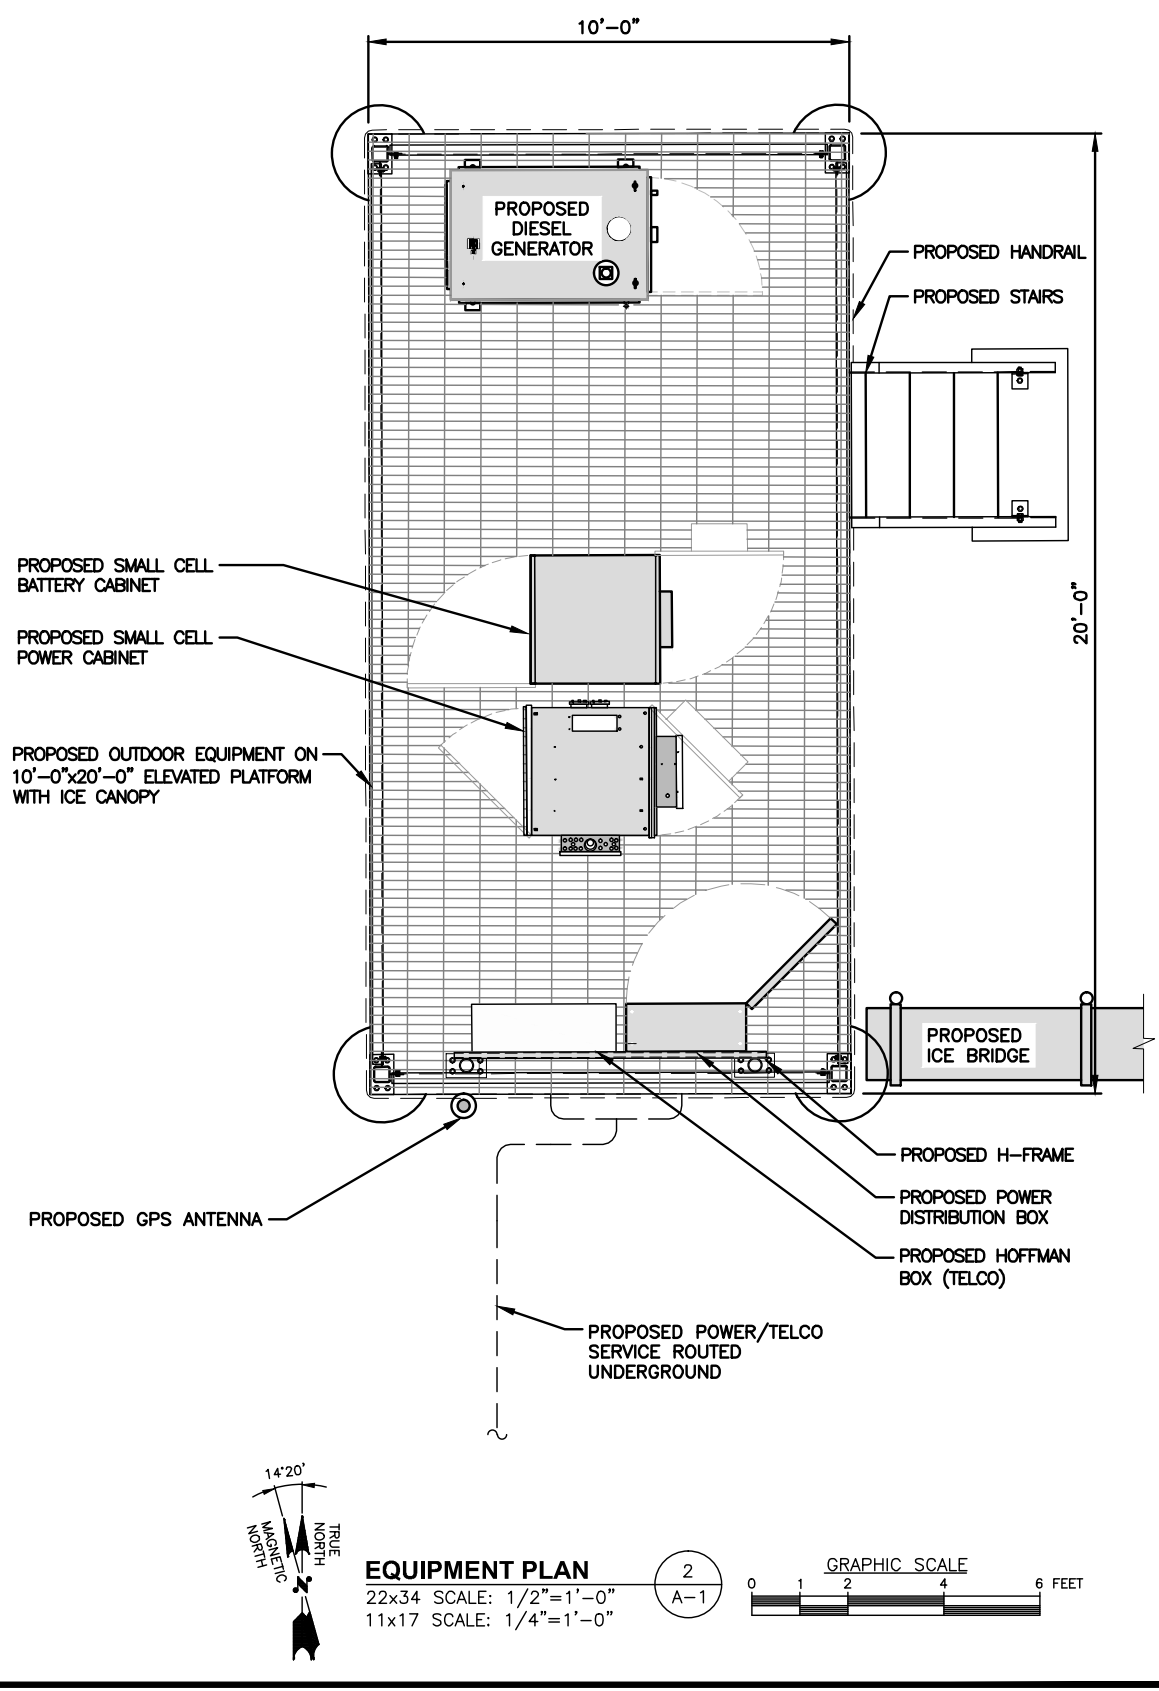 10'-0"
PROPOSED
DIESEL
GENERATOR
PROPOSED HANDRAIL
PROPOSED STAIRS
PROPOSED SMALL CELL
BATTERY CABINET
20'-0"
PROPOSED SMALL CELL
POWER CABINET
PROPOSED OUTDOOR EQUIPMENT ON
10'-0"x20'-0" ELEVATED PLATFORM
WITH ICE CANOPY
PROPOSED
ICE BRIDGE
PROPOSED H-FRAME
PROPOSED POWER
DISTRIBUTION BOX
PROPOSED GPS ANTENNA
PROPOSED HOFFMAN
BOX (TELCO)
PROPOSED POWER/TELCO
SERVICE ROUTED
UNDERGROUND
14°20'
TRUE
NORTH
MAGNETIC
NORTH
N
EQUIPMENT PLAN
22x34 SCALE: 1/2"=1'-0"
11x17 SCALE: 1/4"=1'-0"
2
A-1
GRAPHIC SCALE
0 1 2 4 6 FEET